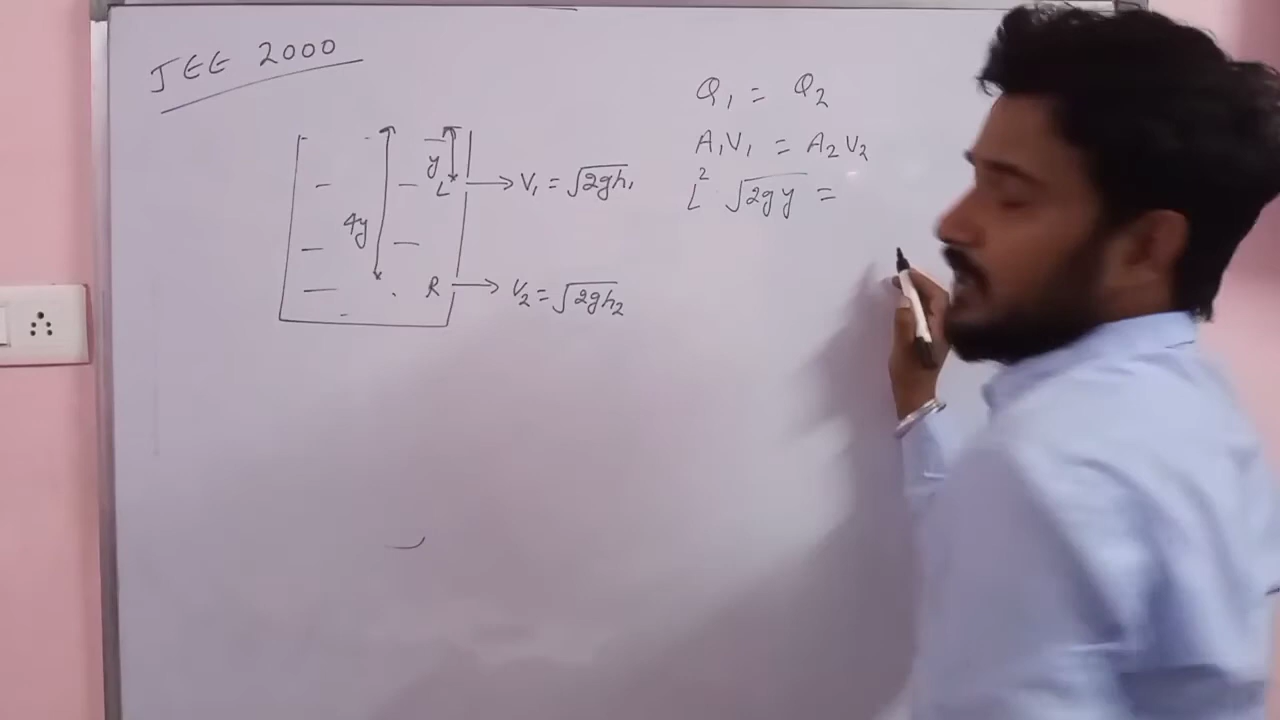 JEE 2000
Q₁ = Q₂
A₁V₁ = A₂V₂
L² √2gy =
y
L
V₁ = √2gh₁
4y
R
V₂ = √2gh₂